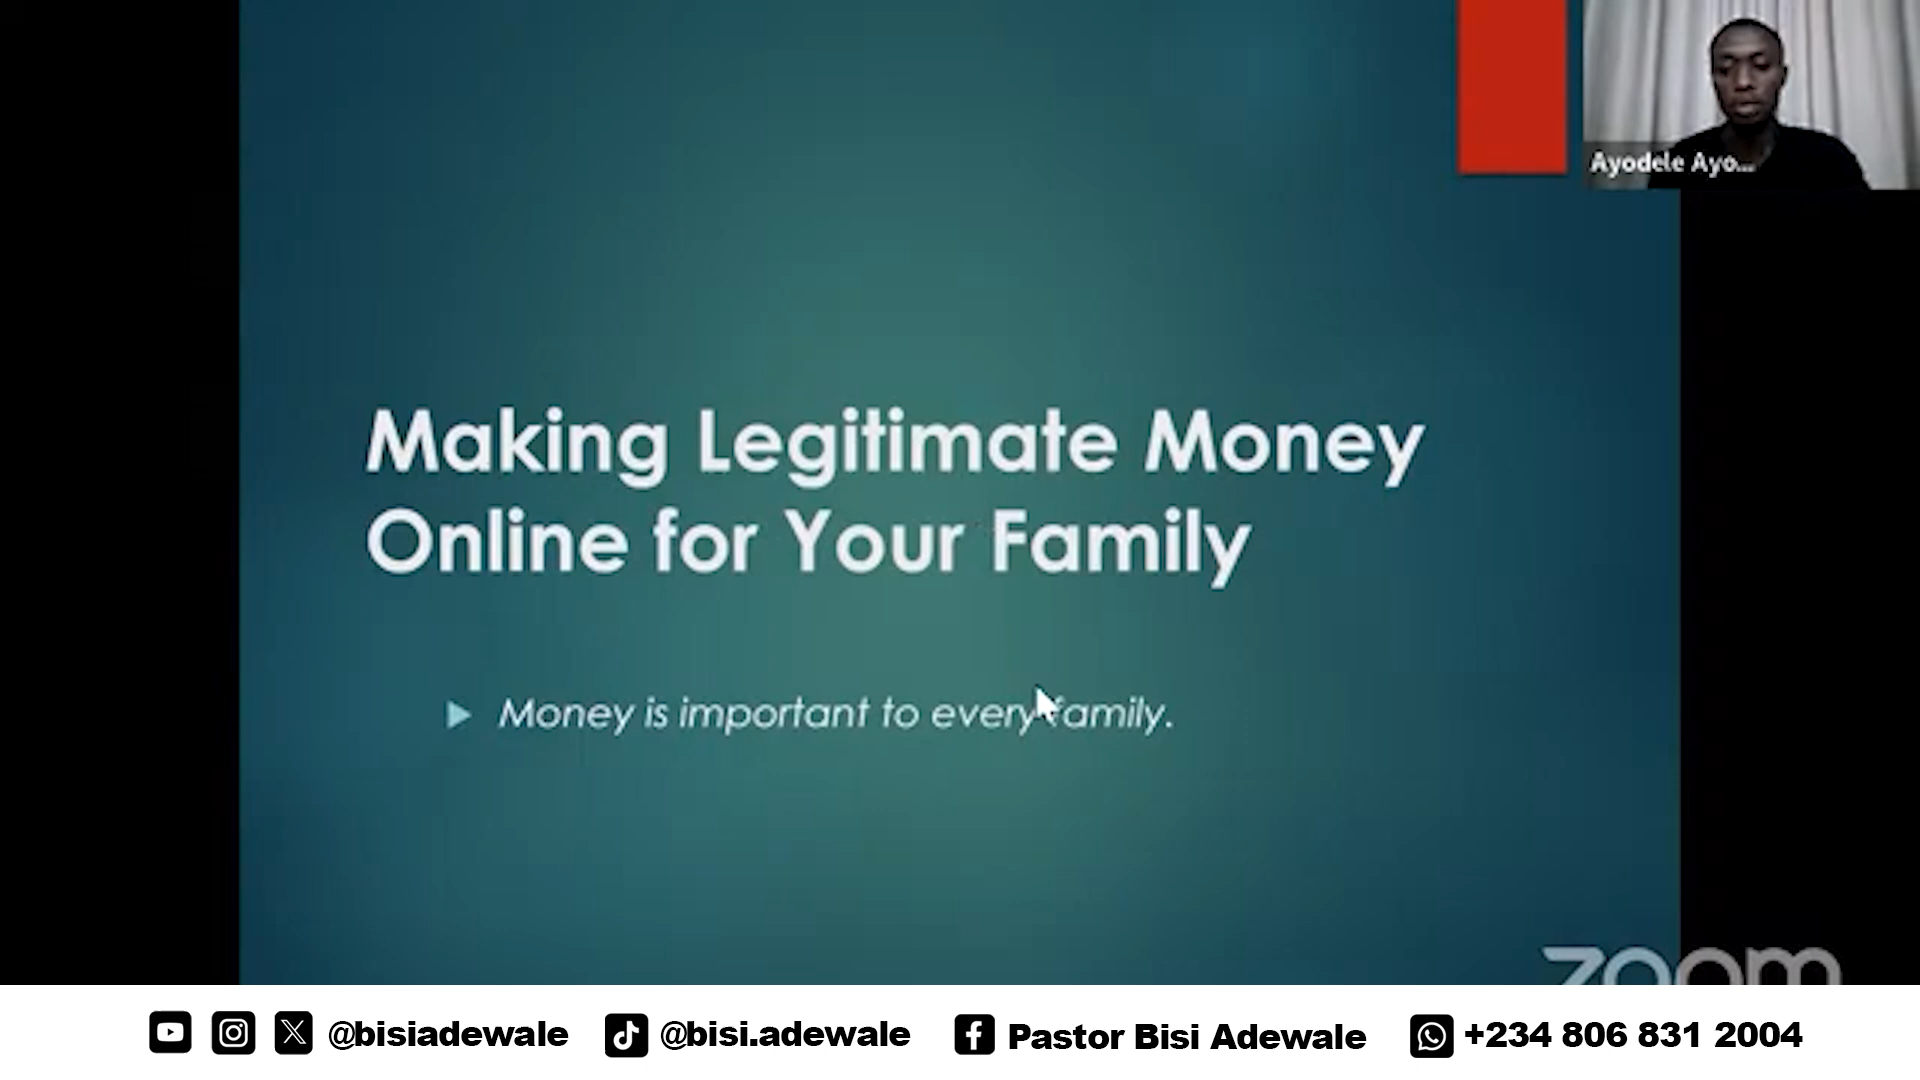 Ayodele Ayo...
Making Legitimate Money
Online for Your Family
Money is important to every family.
zoom
@bisiadewale @bisi.adewale Pastor Bisi Adewale +234 806 831 2004